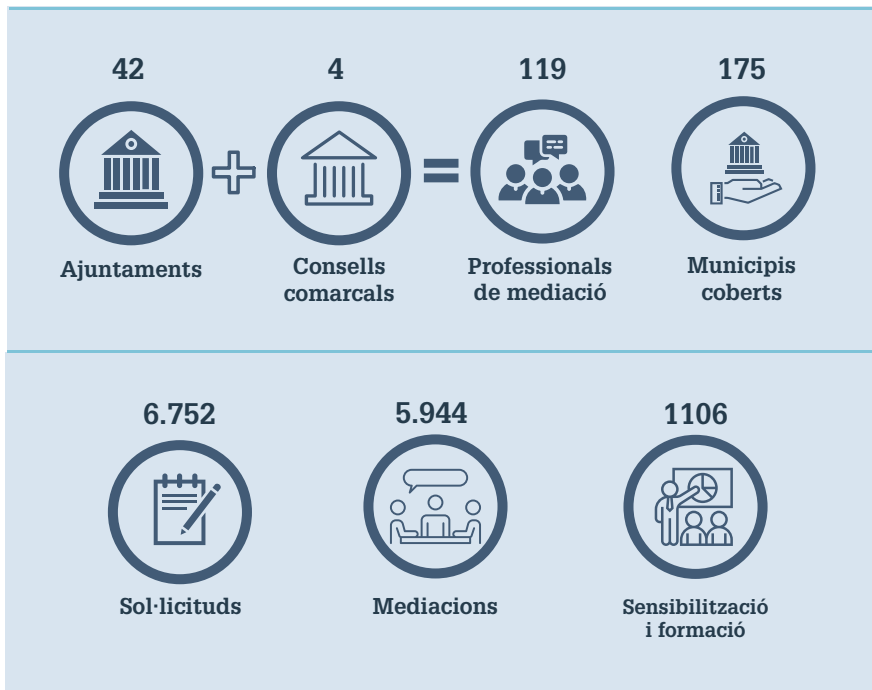 42
4
119
175
Ajuntaments
Consells
comarcals
Professionals
de mediació
Municipis
coberts
6.752
5.944
1106
Sol·licituds
Mediacions
Sensibilització
i formació